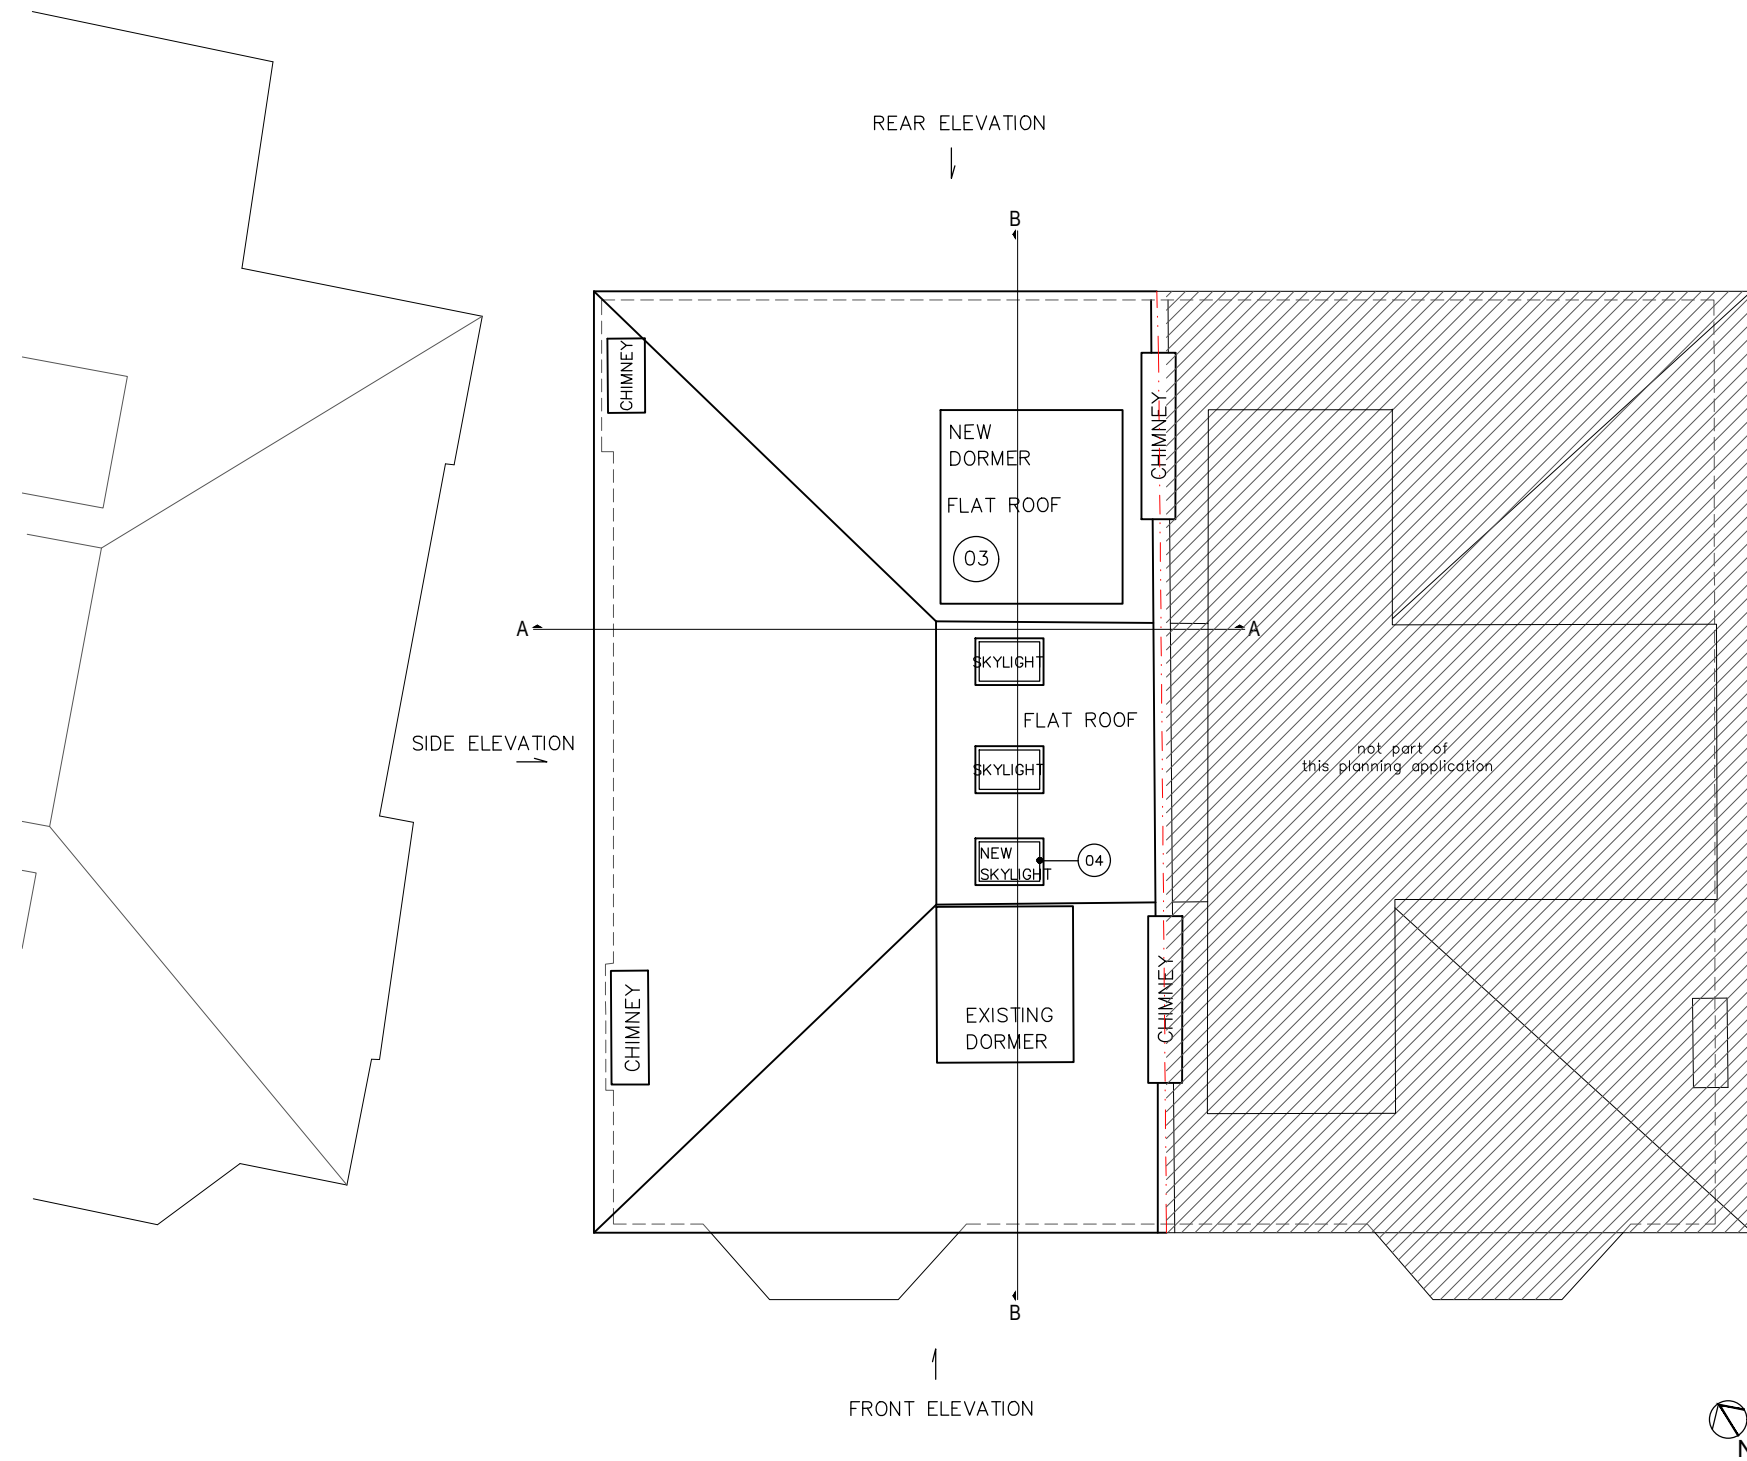 REAR ELEVATION
B
CHIMNEY
CHIMNEY
NEW
DORMER
FLAT ROOF
03
A
A
SKYLIGHT
FLAT ROOF
SIDE ELEVATION
not part of
this planning application
SKYLIGHT
NEW
SKYLIGHT
04
CHIMNEY
CHIMNEY
EXISTING
DORMER
B
FRONT ELEVATION
N